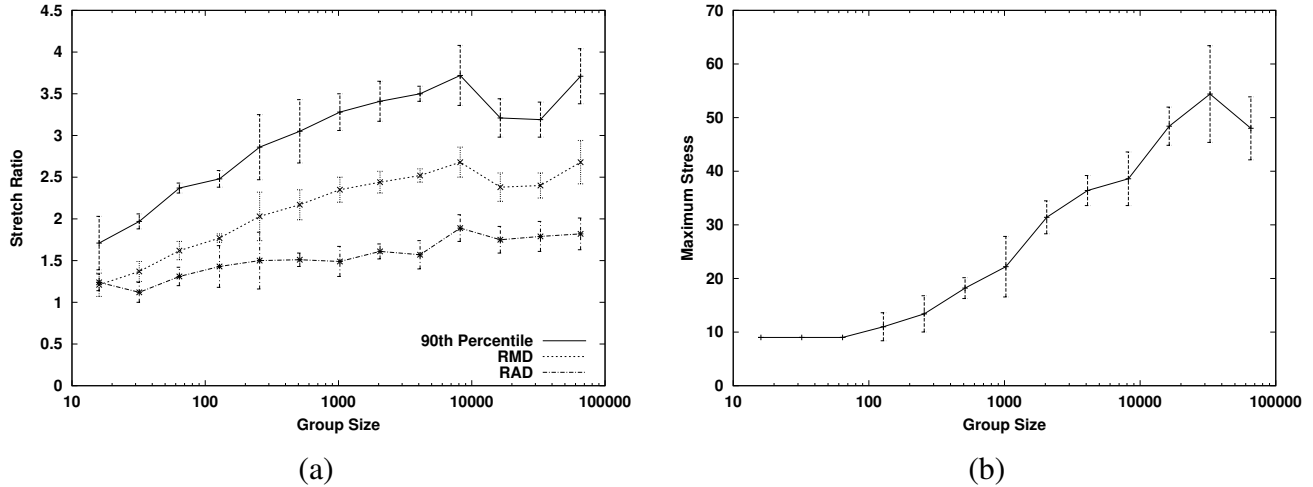 4.5
4
3.5
3
2.5
2
1.5
1
0.5
0
Stretch Ratio
90th Percentile
RMD
RAD
10 100 1000 10000 100000
Group Size
(a)
70
60
50
40
30
20
10
0
Maximum Stress
10 100 1000 10000 100000
Group Size
(b)